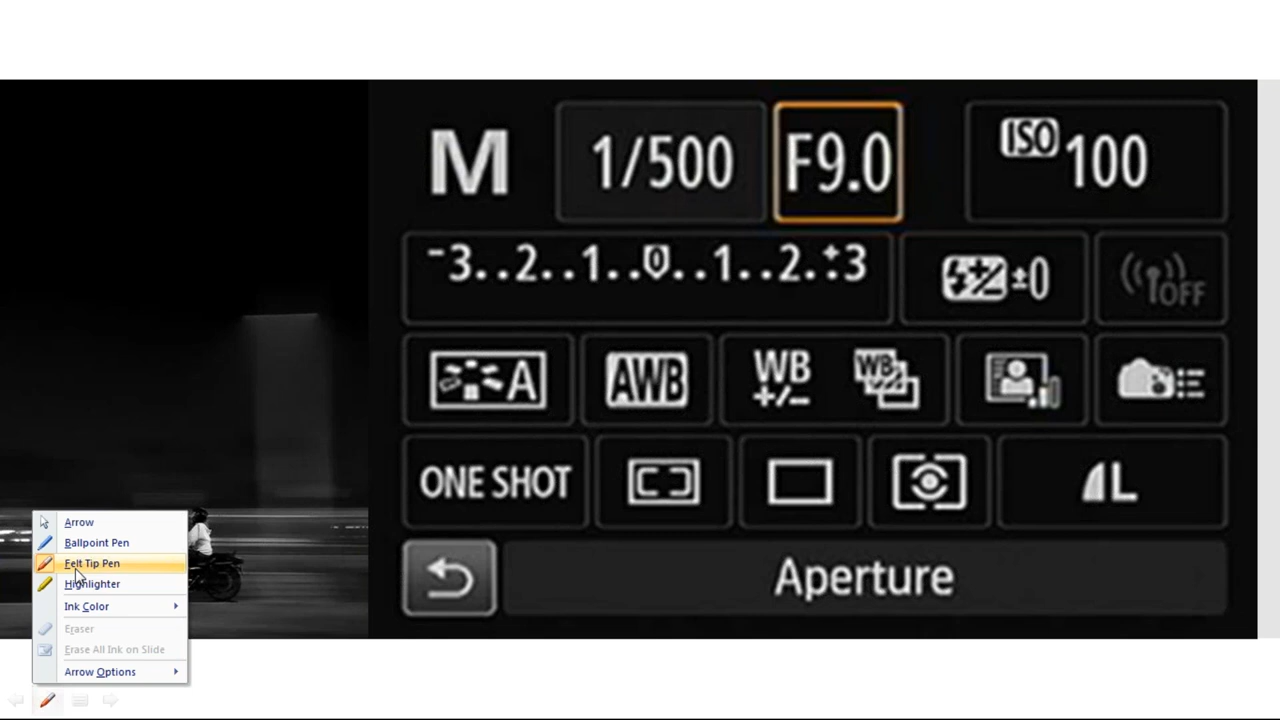 M 1/500 F9.0 ISO 100
-3..2..1..0..1..2.:+3 ±0 OFF
A AWB WB +/- WB
ONE SHOT L
Aperture
Arrow
Ballpoint Pen
Felt Tip Pen
Highlighter
Ink Color
Eraser
Erase All Ink on Slide
Arrow Options